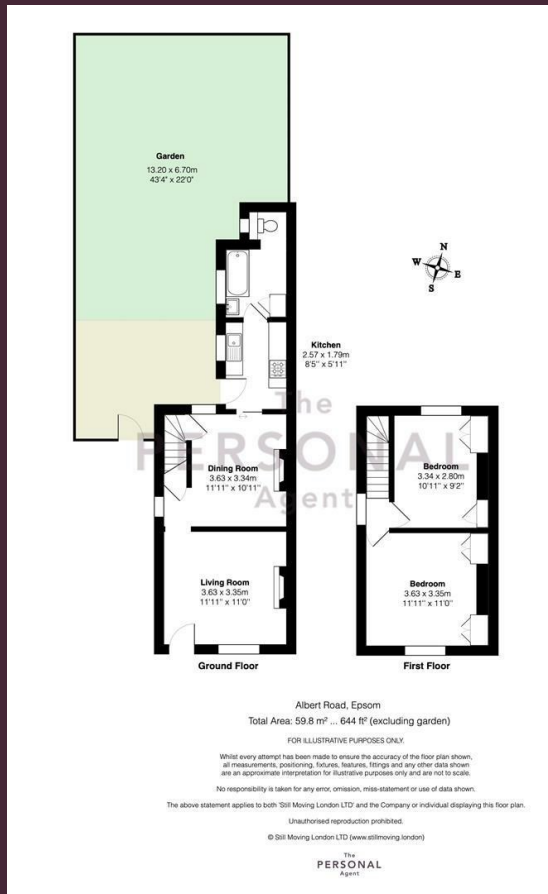 Garden
13.20 x 6.70m
43'4" x 22'0"
N
W E
S
Kitchen
2.57 x 1.79m
8'5" x 5'11"
The
PERSONAL
Agent
Dining Room
3.63 x 3.34m
11'11" x 10'11"
Bedroom
3.34 x 2.80m
10'11" x 9'2"
Living Room
3.63 x 3.35m
11'11" x 11'0"
Bedroom
3.63 x 3.35m
11'11" x 11'0"
Ground Floor
First Floor
Albert Road, Epsom
Total Area: 59.8 m² ... 644 ft² (excluding garden)
FOR ILLUSTRATIVE PURPOSES ONLY.
Whilst every attempt has been made to ensure the accuracy of the floor plan shown,
all measurements, positioning, fixtures, features, fittings and any other data shown
are an approximate interpretation for illustrative purposes only and are not to scale.
No responsibility is taken for any error, omission, miss-statement or use of data shown.
The above statement applies to both 'Still Moving London LTD' and the Company or individual displaying this floor plan.
Unauthorised reproduction prohibited.
© Still Moving London LTD (www.stillmoving.london)
The
PERSONAL
Agent